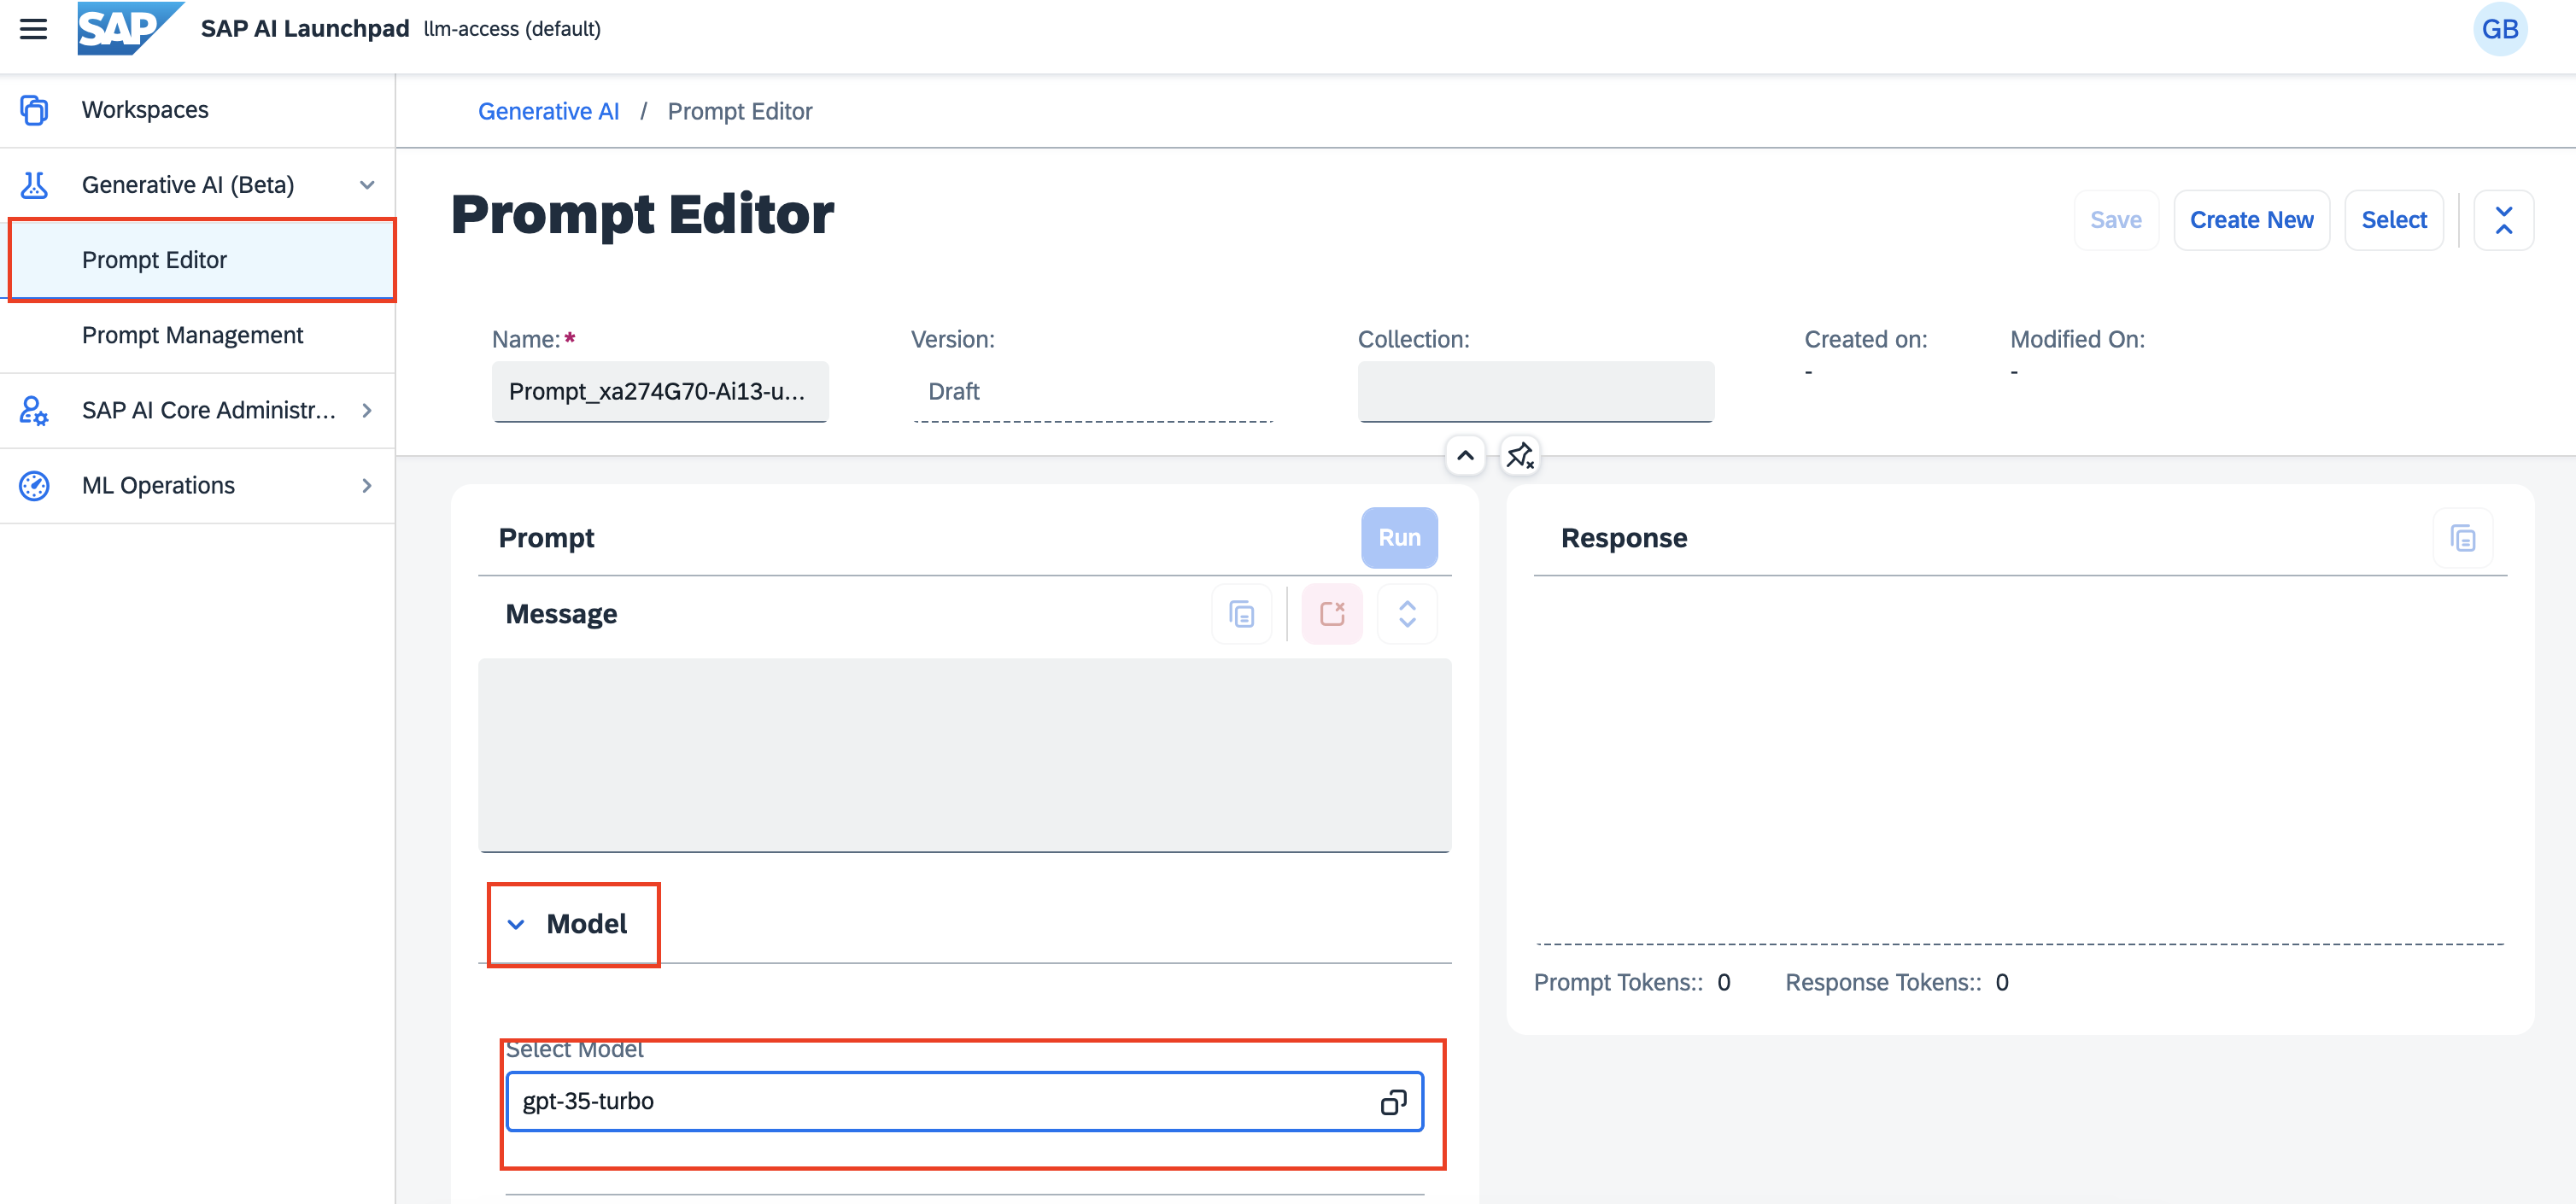 SAP SAP AI Launchpad llm-access (default) GB
Workspaces
Generative AI (Beta)
Prompt Editor
Prompt Management
SAP AI Core Administr...
ML Operations
Generative AI / Prompt Editor
Prompt Editor
Save Create New Select
Name:* Version: Collection: Created on: Modified On:
Prompt_xa274G70-Ai13-u... Draft - -
Prompt Run
Message
Model
Select Model
gpt-35-turbo
Response
Prompt Tokens:: 0 Response Tokens:: 0